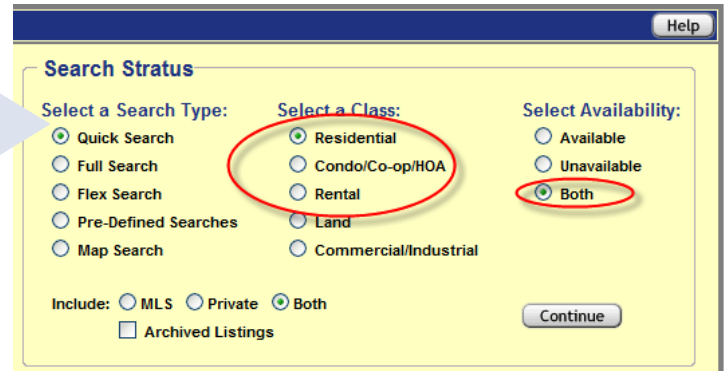 Help
Search Stratus
Select a Search Type:
Quick Search
Full Search
Flex Search
Pre-Defined Searches
Map Search
Select a Class:
Residential
Condo/Co-op/HOA
Rental
Land
Commercial/Industrial
Select Availability:
Available
Unavailable
Both
Include: MLS Private Both
Archived Listings
Continue